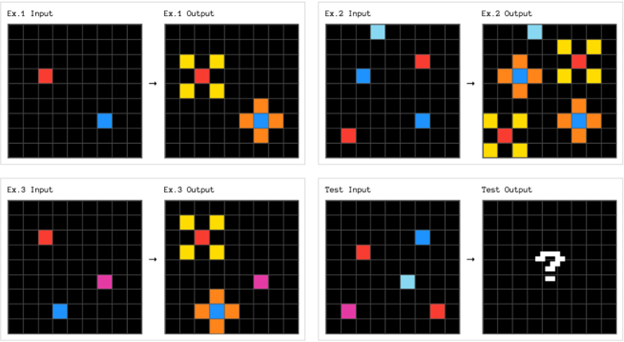 Ex.1 Input
Ex.1 Output
Ex.2 Input
Ex.2 Output
→
→
Ex.3 Input
Ex.3 Output
Test Input
Test Output
→
→
?